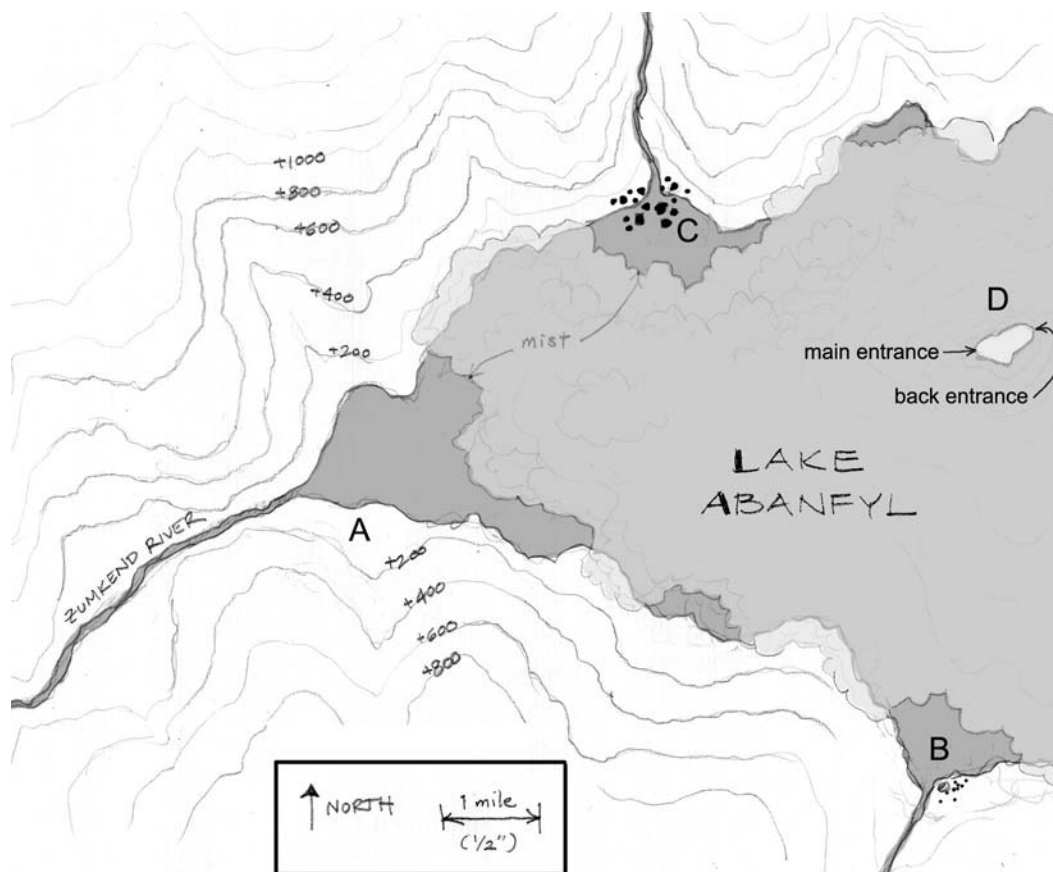 +1000
+800
+600
C
+400
D
mist
+200
main entrance
back entrance
LAKE
ABANFYL
A
ZUMKEND RIVER
+200
+400
+600
+800
B
NORTH
1 mile
(1/2")